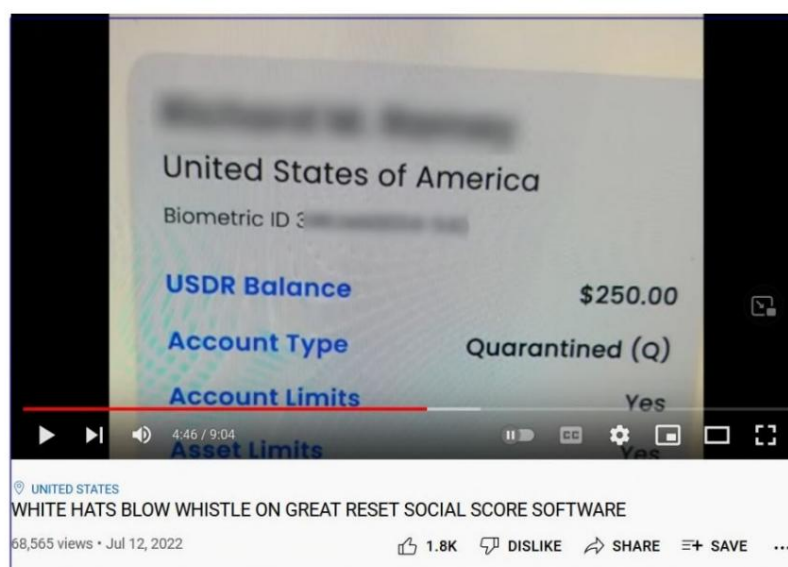 United States of America
Biometric ID
USDR Balance $250.00
Account Type Quarantined (Q)
Account Limits Yes
4:46 / 9:04 CC
Asset Limits Yes
UNITED STATES
WHITE HATS BLOW WHISTLE ON GREAT RESET SOCIAL SCORE SOFTWARE
68,565 views • Jul 12, 2022 1.8K DISLIKE SHARE SAVE ...